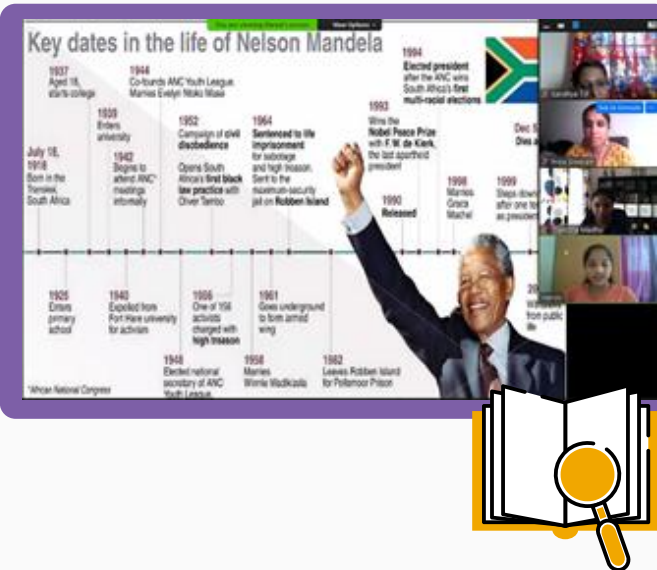 Key dates in the life of Nelson Mandela
1937
Aged 19,
starts college
1944
Co-founds ANC Youth League.
Marries Evelyn Ntoko Mase
1994
Elected president
after the ANC wins
South Africa's first
multi-racial elections
July 18,
1918
Born in the
Transkei,
South Africa
1939
Enters
university
1942
Begins to
attend ANC*
meetings
informally
1952
Campaign of civil
disobedience
Opens South
Africa's first black
law practice with
Oliver Tambo
1964
Sentenced to life
imprisonment
for sabotage
and high treason.
Sent to the
maximum-security
jail on Robben Island
1993
Wins the
Nobel Peace Prize
with F.W. de Klerk,
the last apartheid
president
1990
Released
1998
Marries
Graca
Machel
1999
Steps down
after one
as president
Dec 5
Dies
1925
Enters
primary
school
1940
Expelled from
Fort Hare university
for activism
1956
One of 156
activists
charged with
high treason
1961
Goes underground
to form armed
wing
1948
Elected national
secretary of ANC
Youth League.
1958
Marries
Winnie Madikizela
1982
Leaves Robben Island
for Pollsmoor Prison
from public
life
*African National Congress